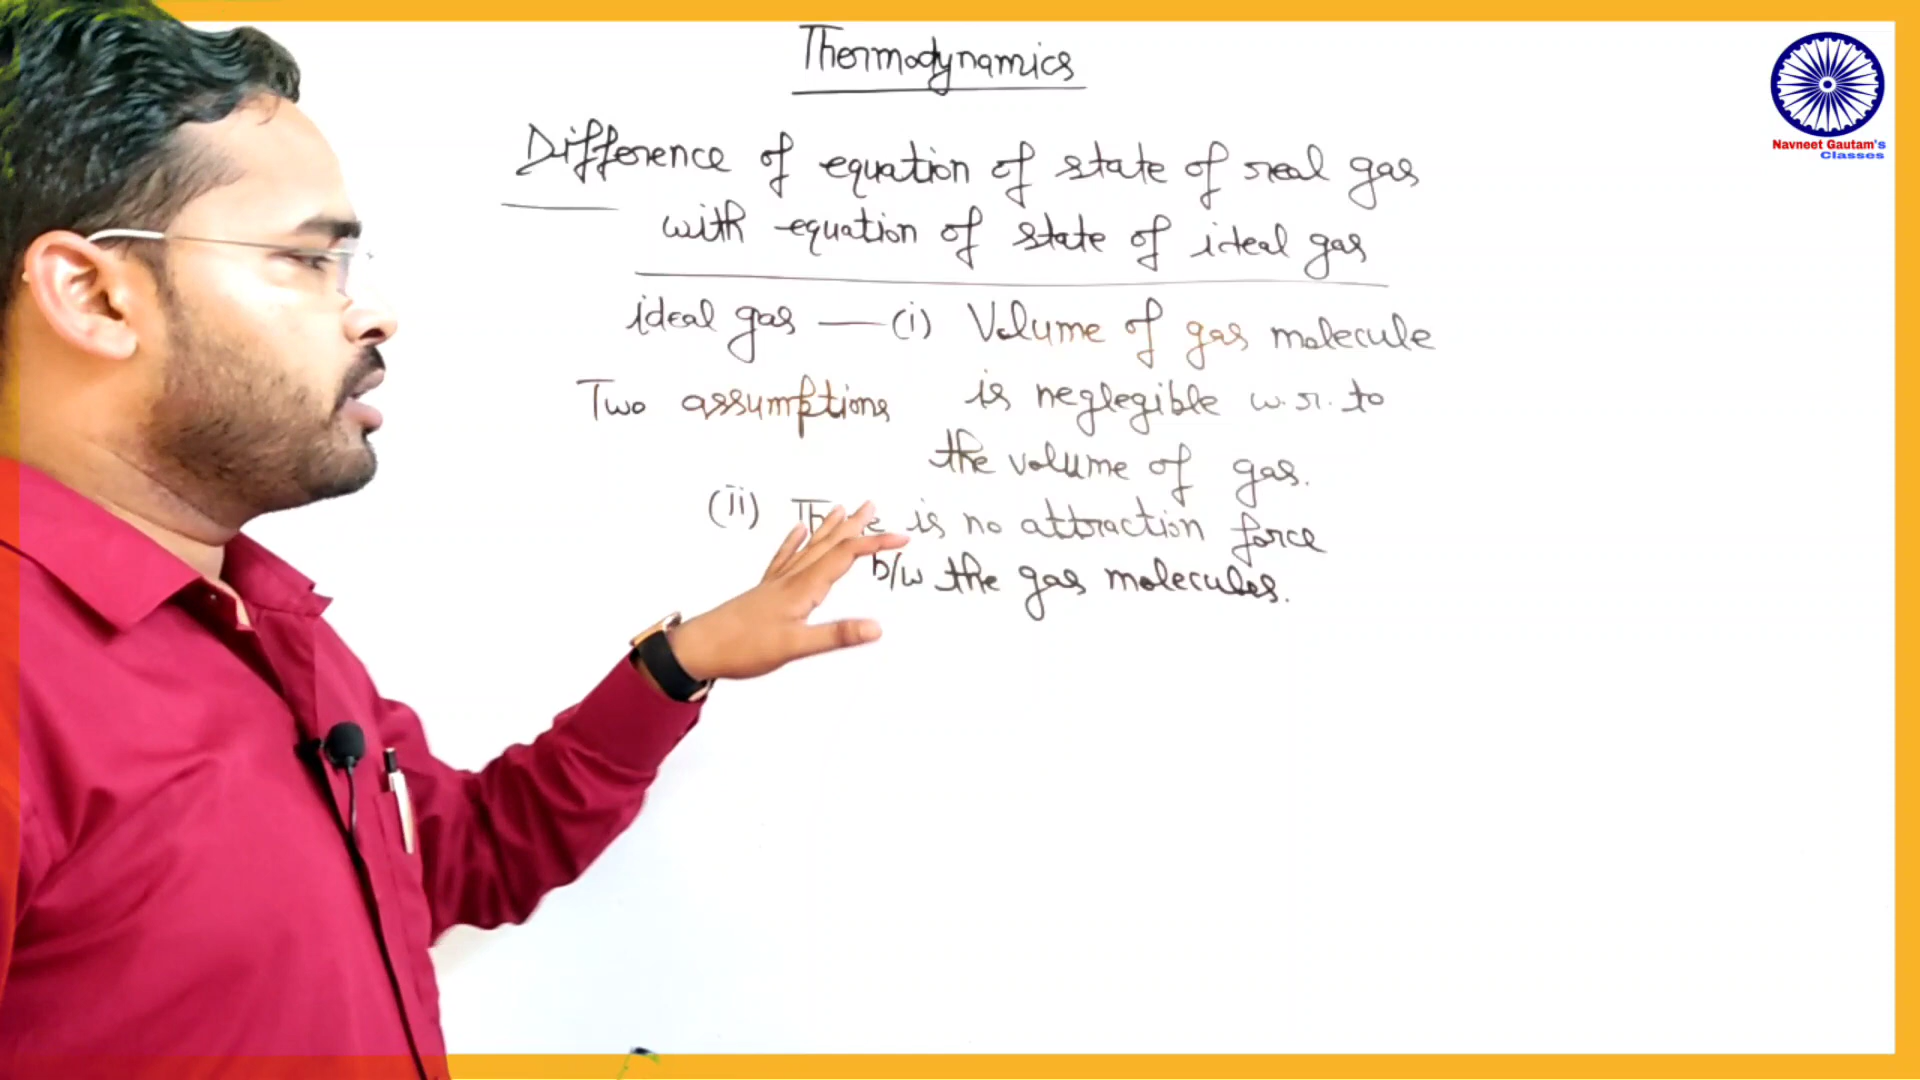 Thermodynamics
Difference of equation of state of real gas
with equation of state of ideal gas
ideal gas — (i) Volume of gas molecule
Two assumptions is neglegible w.r. to
the volume of gas.
(ii) There is no attraction force
b/w the gas molecules.
Navneet Gautam's
Classes